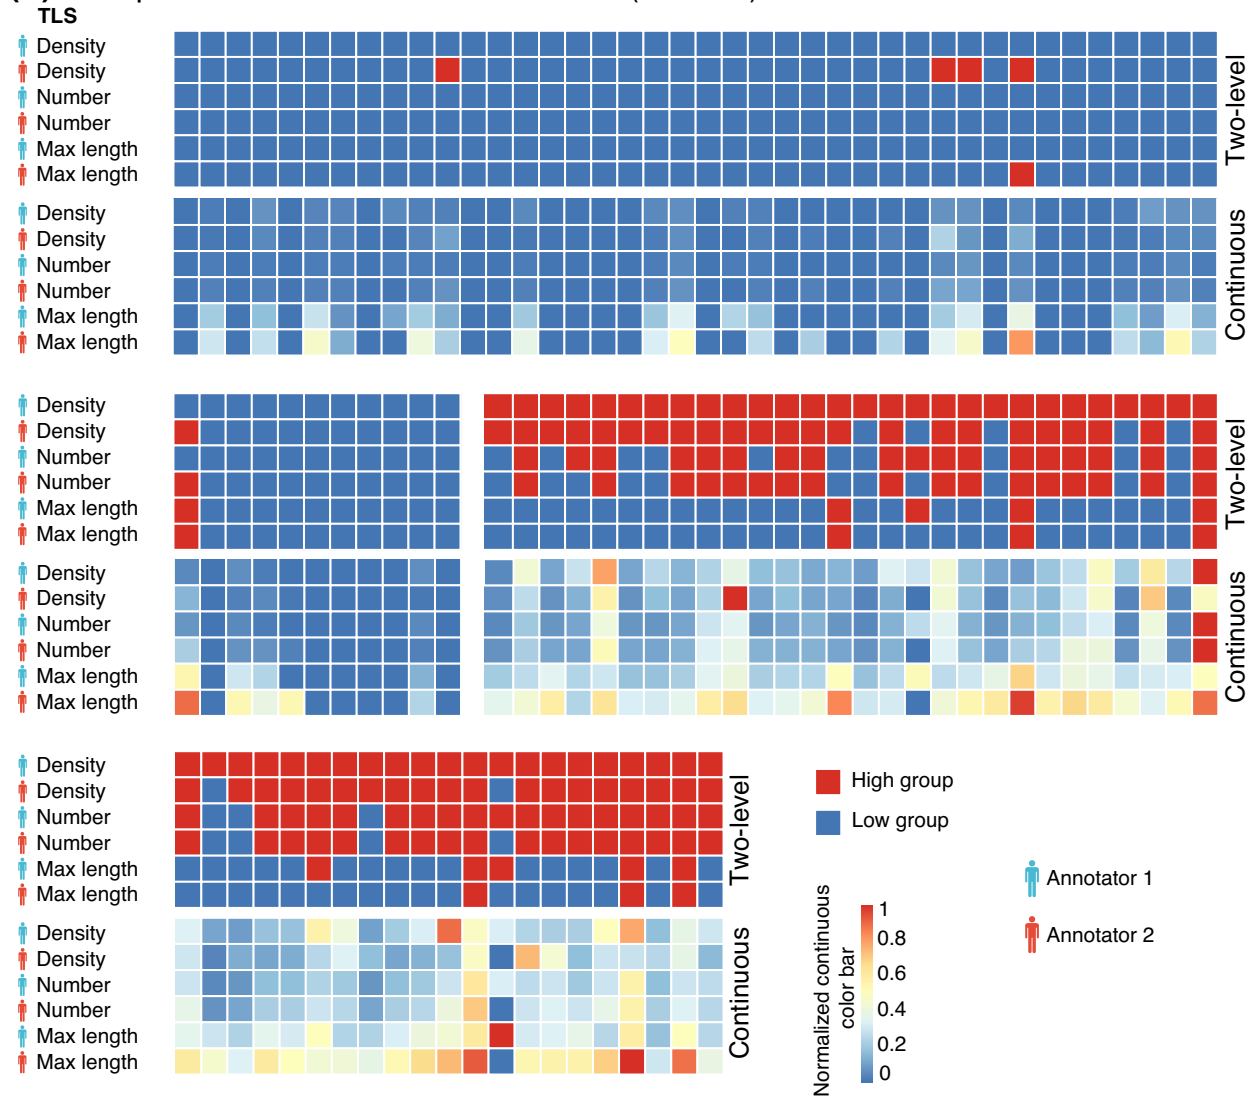 TLS
Density
Density
Number
Number
Max length
Max length
Two-level
Density
Density
Number
Number
Max length
Max length
Continuous
Density
Density
Number
Number
Max length
Max length
Two-level
Density
Density
Number
Number
Max length
Max length
Continuous
Density
Density
Number
Number
Max length
Max length
Two-level
Density
Density
Number
Number
Max length
Max length
Continuous
High group
Low group
Normalized continuous
color bar
1
0.8
0.6
0.4
0.2
0
Annotator 1
Annotator 2